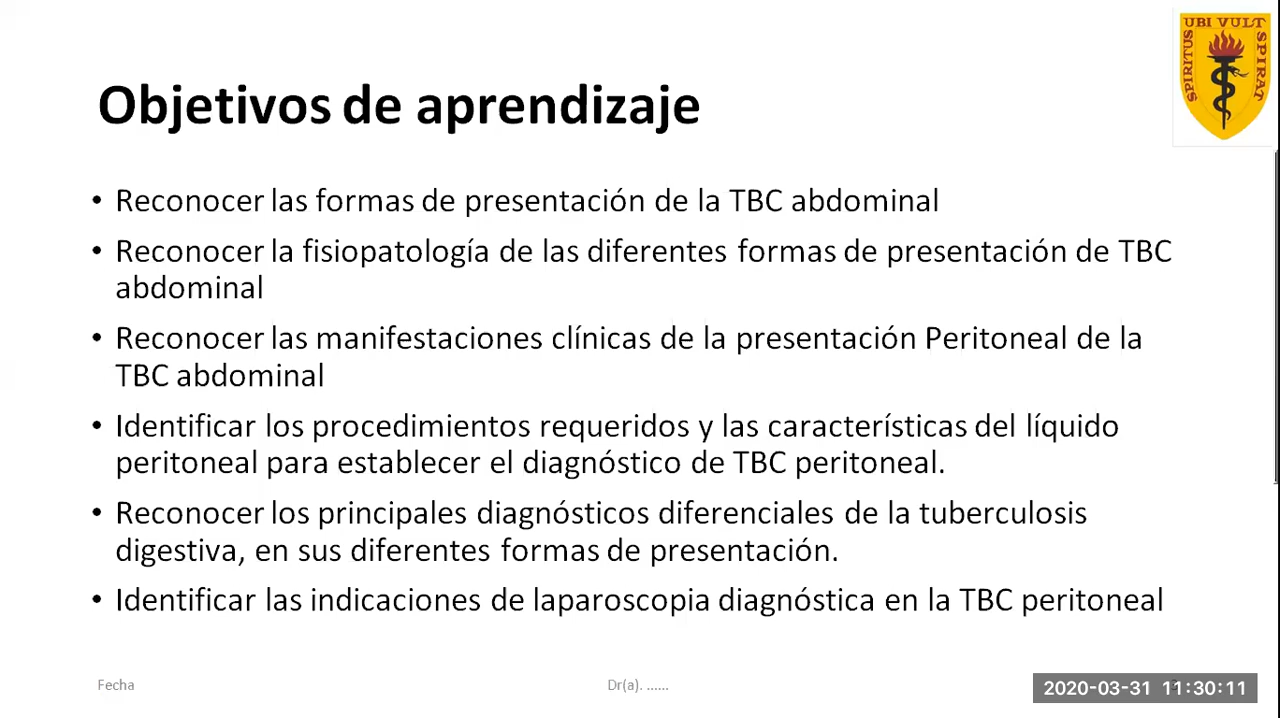 SPIRITUS UBI VULT SPIRAT
Objetivos de aprendizaje
• Reconocer las formas de presentación de la TBC abdominal
• Reconocer la fisiopatología de las diferentes formas de presentación de TBC
abdominal
• Reconocer las manifestaciones clínicas de la presentación Peritoneal de la
TBC abdominal
• Identificar los procedimientos requeridos y las características del líquido
peritoneal para establecer el diagnóstico de TBC peritoneal.
• Reconocer los principales diagnósticos diferenciales de la tuberculosis
digestiva, en sus diferentes formas de presentación.
• Identificar las indicaciones de laparoscopia diagnóstica en la TBC peritoneal
Fecha
Dr(a). ......
2020-03-31 11:30:11